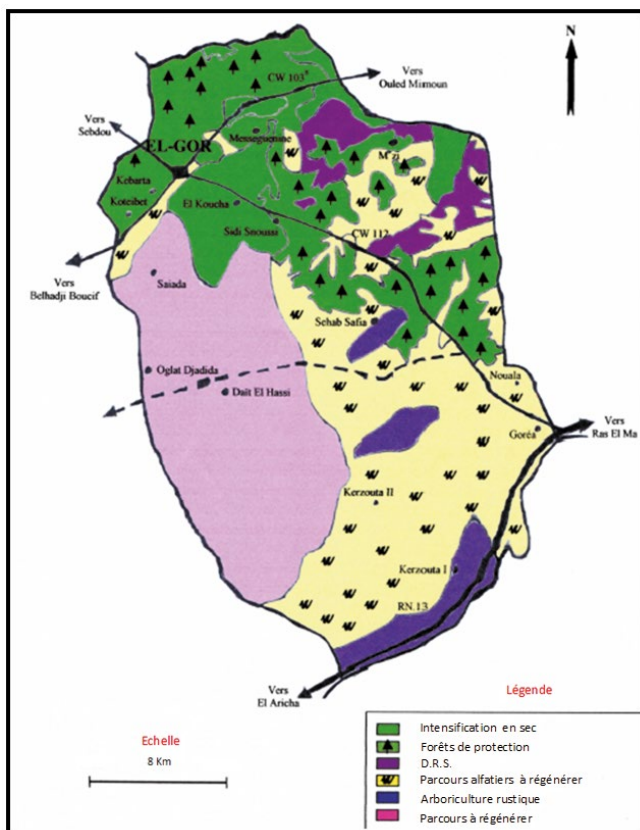 N
CW 103°
Vers
Ouled Mimoun
Vers
Sebdou
Messeguenine
EL-GOR
M'zi
Kebarta
Koteibet
El Koucha
Sidi Snoussi
CW 112
Vers
Belhadji Boucif
Saiada
Sehab Safia
Oglat Djadida
Dait El Hassi
Nouala
Goréa
Vers
Ras El Ma
Kerzouta II
Kerzouta I
RN.13
Vers
El Aricha
Légende
Echelle
8 Km
Intensification en sec
Forêts de protection
D.R.S.
Parcours alfatiers à régénérer
Arboriculture rustique
Parcours à régénérer